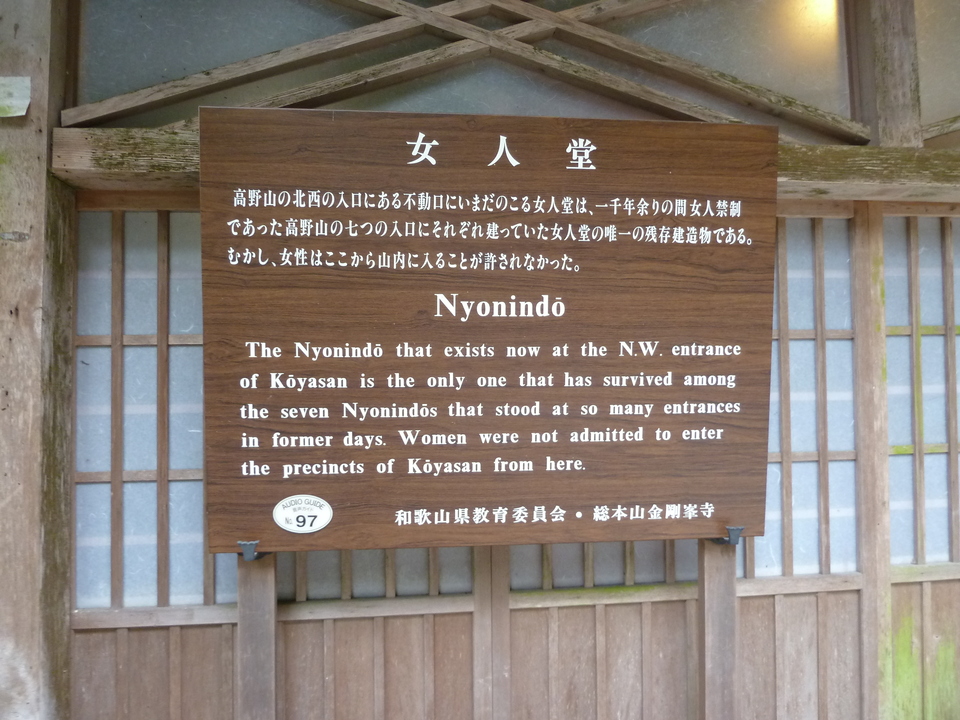 女人堂
高野山の北西の入口にある不動口にいまだのこる女人堂は、一千年余りの間女人禁制
であった高野山の七つの入口にそれぞれ建っていた女人堂の唯一の残存建造物である。
むかし、女性はここから山内に入ることが許されなかった。
Nyonindō
The Nyonindō that exists now at the N.W. entrance
of Kōyasan is the only one that has survived among
the seven Nyonindōs that stood at so many entrances
in former days. Women were not admitted to enter
the precincts of Kōyasan from here.
AUDIO GUIDE
音声ガイド
No. 97
和歌山県教育委員会・総本山金剛峯寺